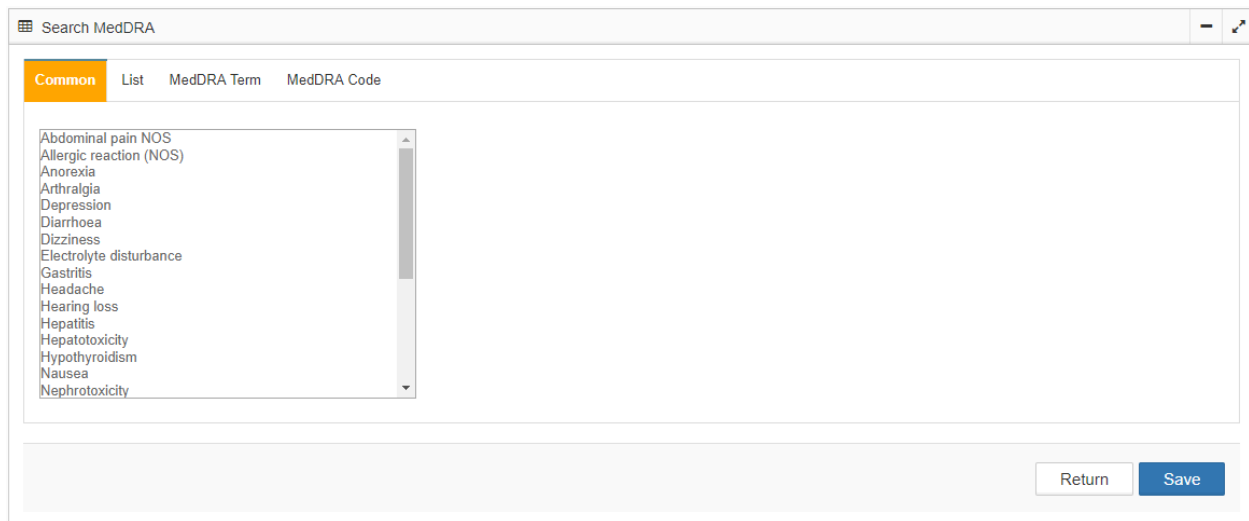 Search MedDRA
Common List MedDRA Term MedDRA Code
Abdominal pain NOS
Allergic reaction (NOS)
Anorexia
Arthralgia
Depression
Diarrhoea
Dizziness
Electrolyte disturbance
Gastritis
Headache
Hearing loss
Hepatitis
Hepatotoxicity
Hypothyroidism
Nausea
Nephrotoxicity
Return Save